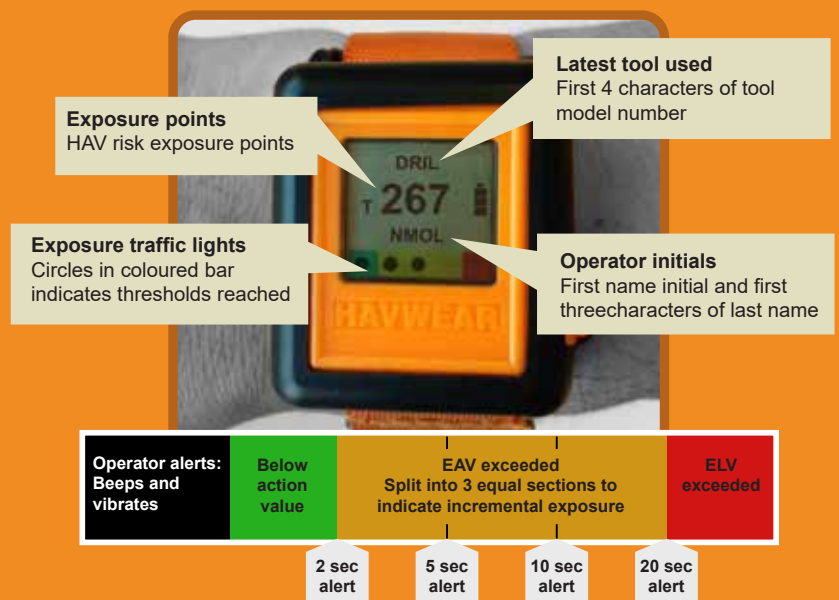 Latest tool used
First 4 characters of tool
model number
Exposure points
HAV risk exposure points
DRIL
T 267
NMOL
Exposure traffic lights
Circles in coloured bar
indicates thresholds reached
Operator initials
First name initial and first
threecharacters of last name
HAVWEAR
Operator alerts:
Beeps and
vibrates
Below
action
value
EAV exceeded
Split into 3 equal sections to
indicate incremental exposure
ELV
exceeded
2 sec
alert
5 sec
alert
10 sec
alert
20 sec
alert